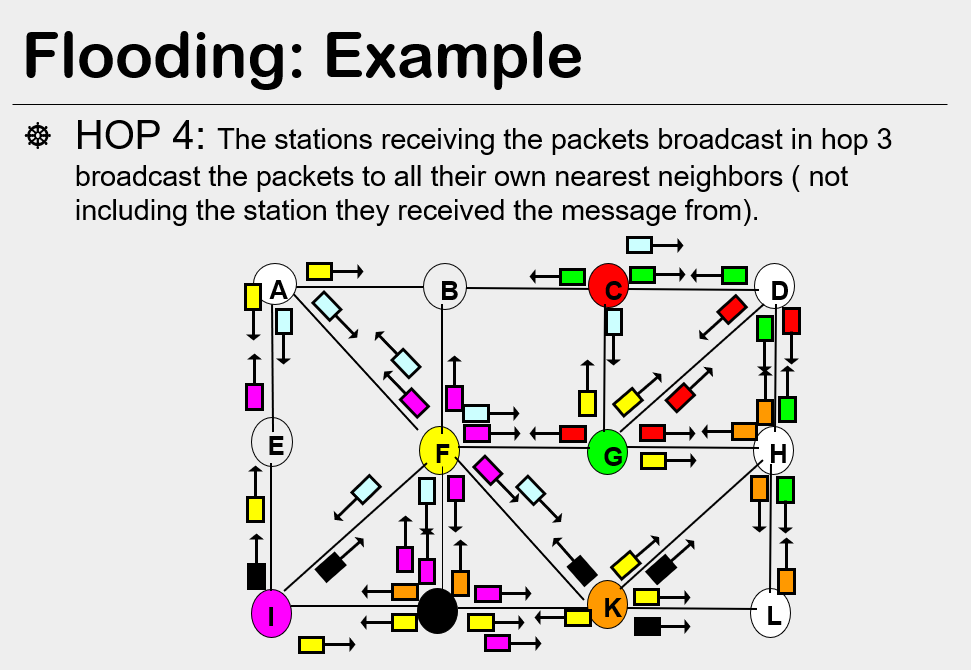 Flooding: Example
HOP 4: The stations receiving the packets broadcast in hop 3
broadcast the packets to all their own nearest neighbors ( not
including the station they received the message from).
A B C D
E F G H
I K L